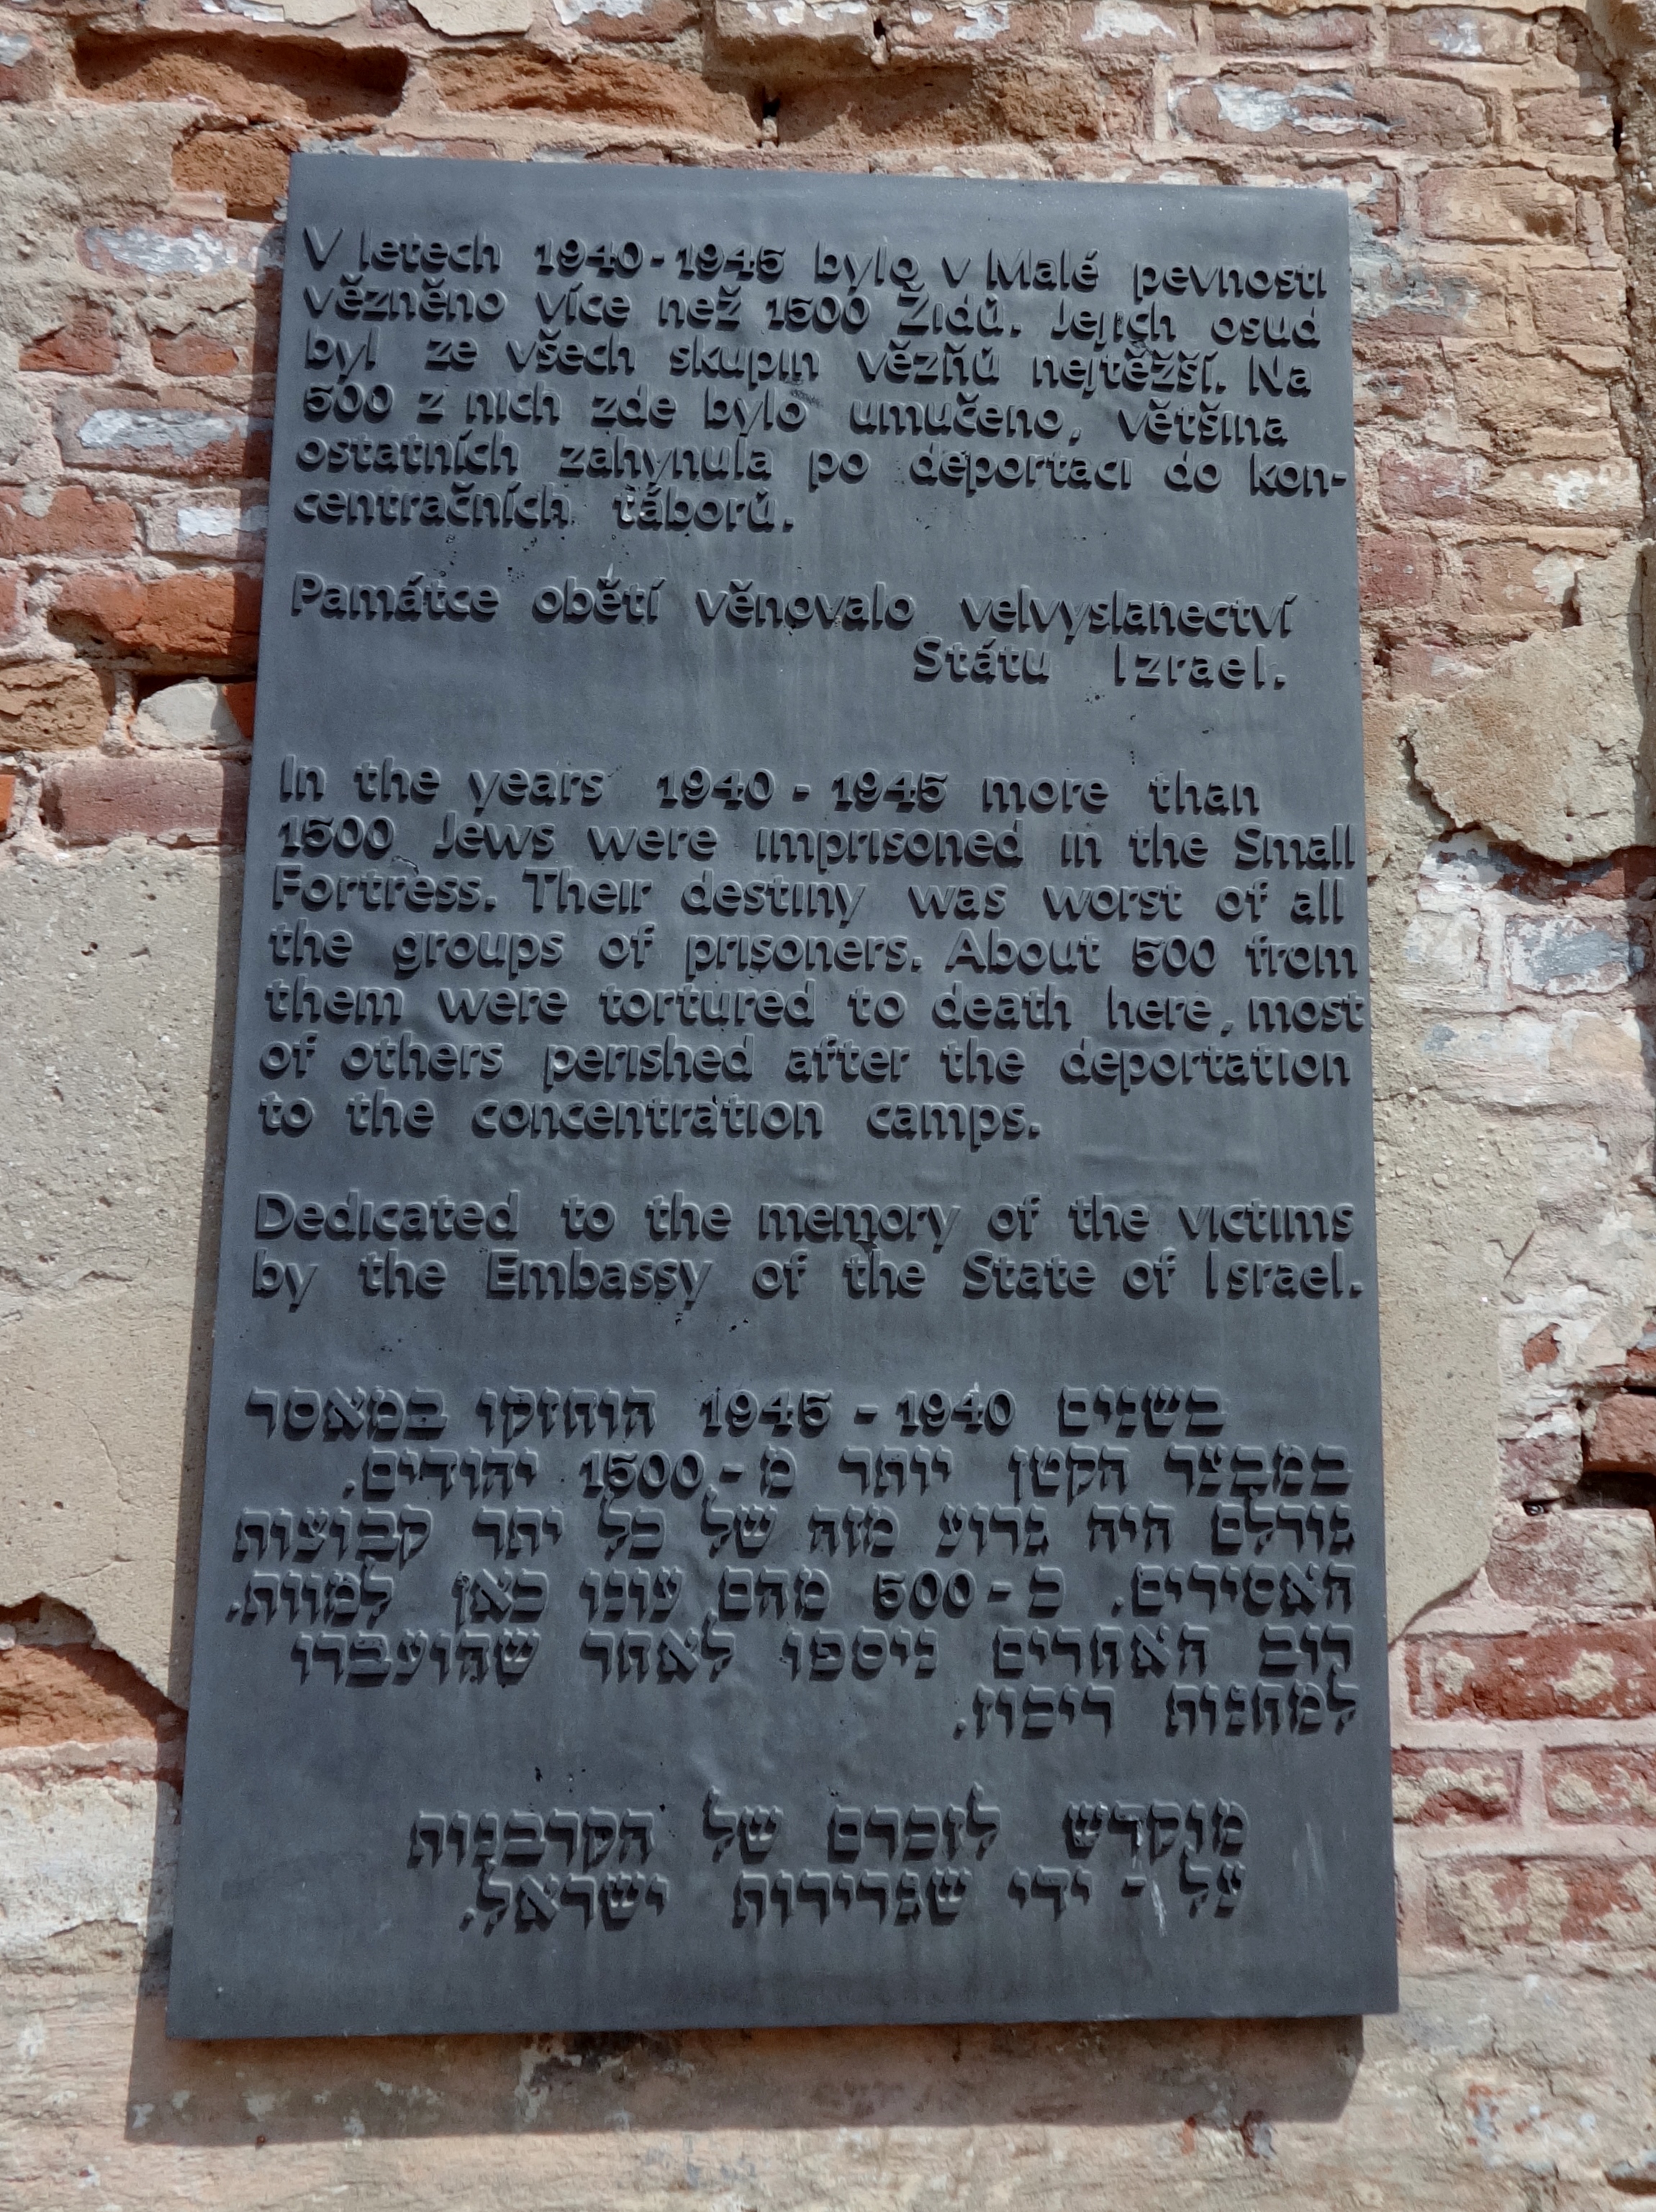 V letech 1940-1945 bylo v Malé pevnosti
vězněno více než 1500 Židů. Jejich osud
byl ze všech skupin vězňů nejtěžší. Na
500 z nich zde bylo umučeno, většina
ostatních zahynula po deportaci do kon-
centračních táborů.
Památce obětí věnovalo velvyslanectví
Státu Izrael.
In the years 1940 - 1945 more than
1500 Jews were imprisoned in the Small
Fortress. Their destiny was worst of all
the groups of prisoners. About 500 from
them were tortured to death here, most
of others perished after the deportation
to the concentration camps.
Dedicated to the memory of the victims
by the Embassy of the State of Israel.
בשנים 1940 - 1945 הוחזקו במאסר
במבצר הקטן יותר מ - 1500 יהודים.
גורלם היה גרוע מזה של כל יתר קבוצות
האסירים. כ - 500 מהם עונו כאן למוות.
רוב האחרים ניספו לאחר שהועברו
למחנות ריכוז.
מוקדש לזכרם של הקרבנות
על - ידי שגרירות ישראל.